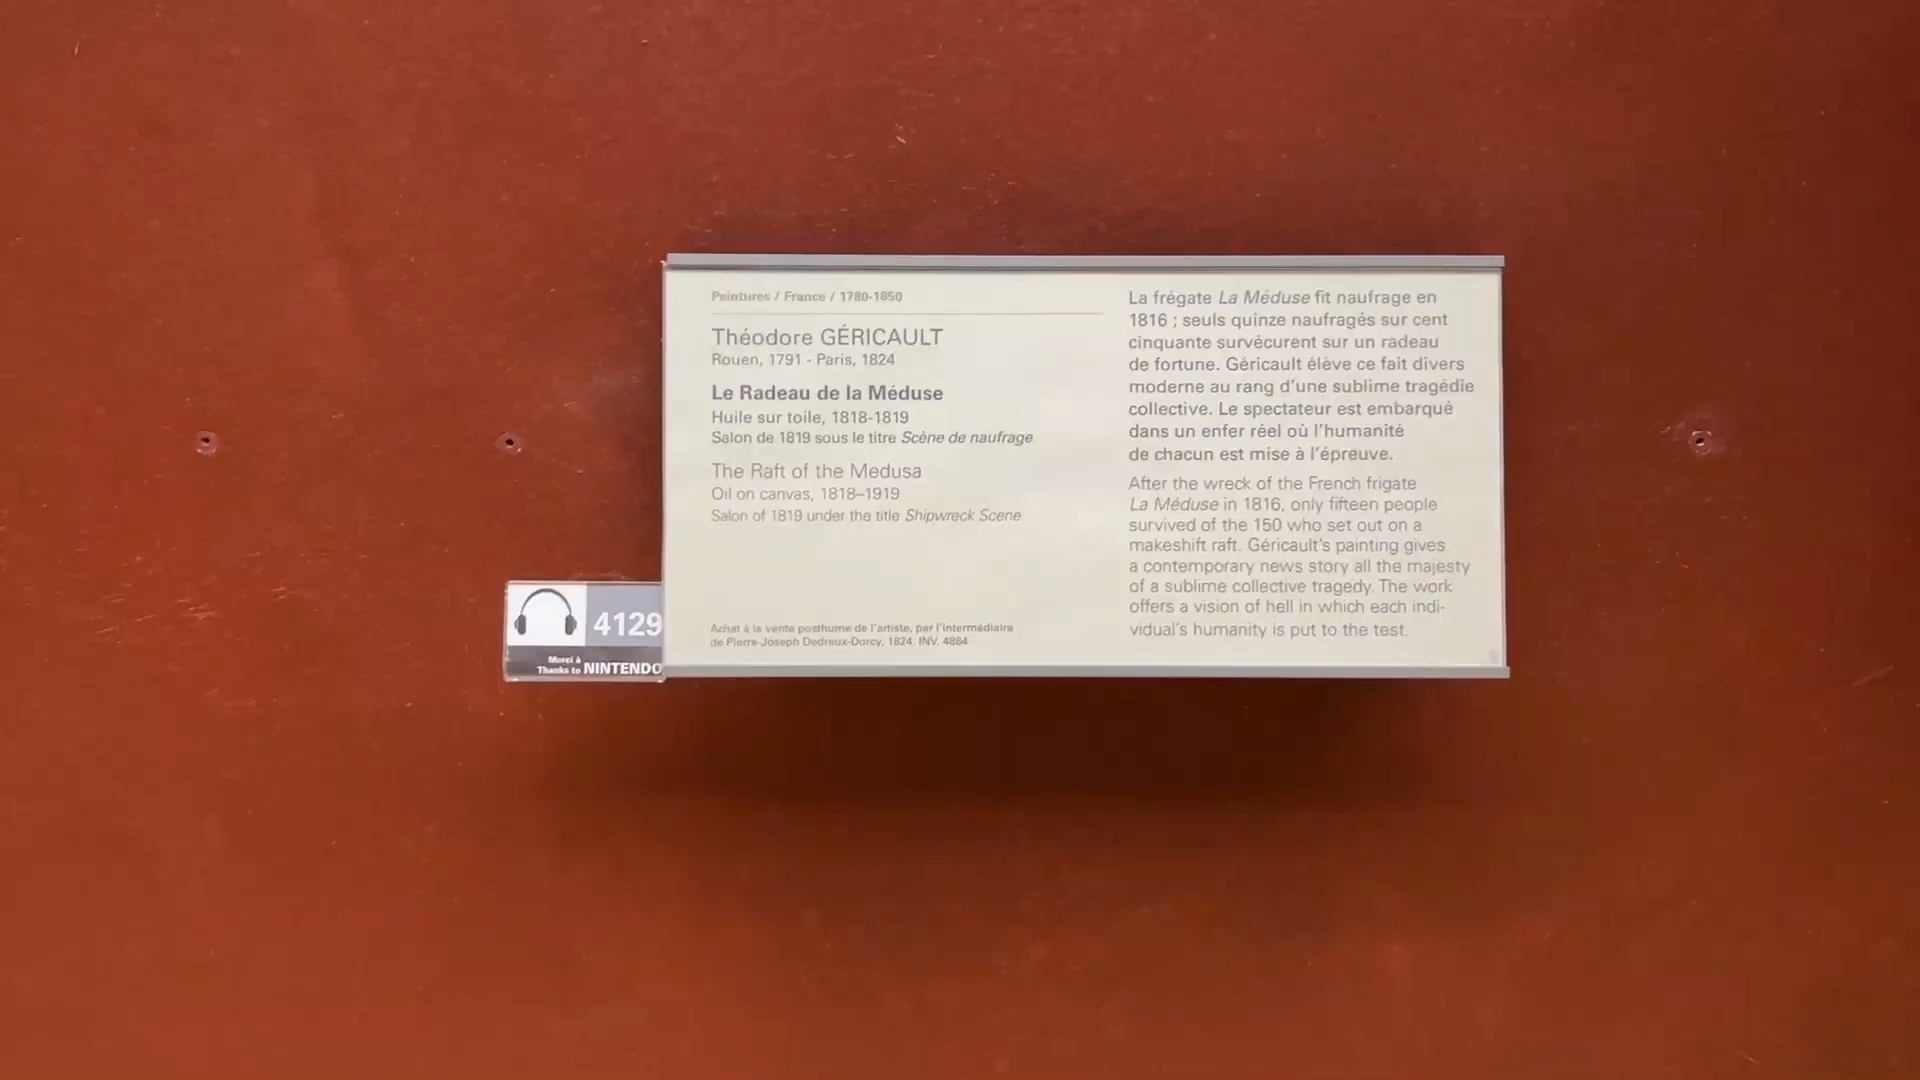 Peintures / France / 1780-1850
Théodore GÉRICAULT
Rouen, 1791 - Paris, 1824
Le Radeau de la Méduse
Huile sur toile, 1818-1819
Salon de 1819 sous le titre Scène de naufrage
The Raft of the Medusa
Oil on canvas, 1818–1919
Salon of 1819 under the title Shipwreck Scene
Achat à la vente posthume de l'artiste, par l'intermédiaire
de Pierre-Joseph Dedreux-Dorcy, 1824. INV. 4884
La frégate La Méduse fit naufrage en
1816 ; seuls quinze naufragés sur cent
cinquante survécurent sur un radeau
de fortune. Géricault élève ce fait divers
moderne au rang d'une sublime tragédie
collective. Le spectateur est embarqué
dans un enfer réel où l'humanité
de chacun est mise à l'épreuve.
After the wreck of the French frigate
La Méduse in 1816, only fifteen people
survived of the 150 who set out on a
makeshift raft. Géricault's painting gives
a contemporary news story all the majesty
of a sublime collective tragedy. The work
offers a vision of hell in which each indi-
vidual's humanity is put to the test.
4129
Merci à
Thanks to NINTENDO